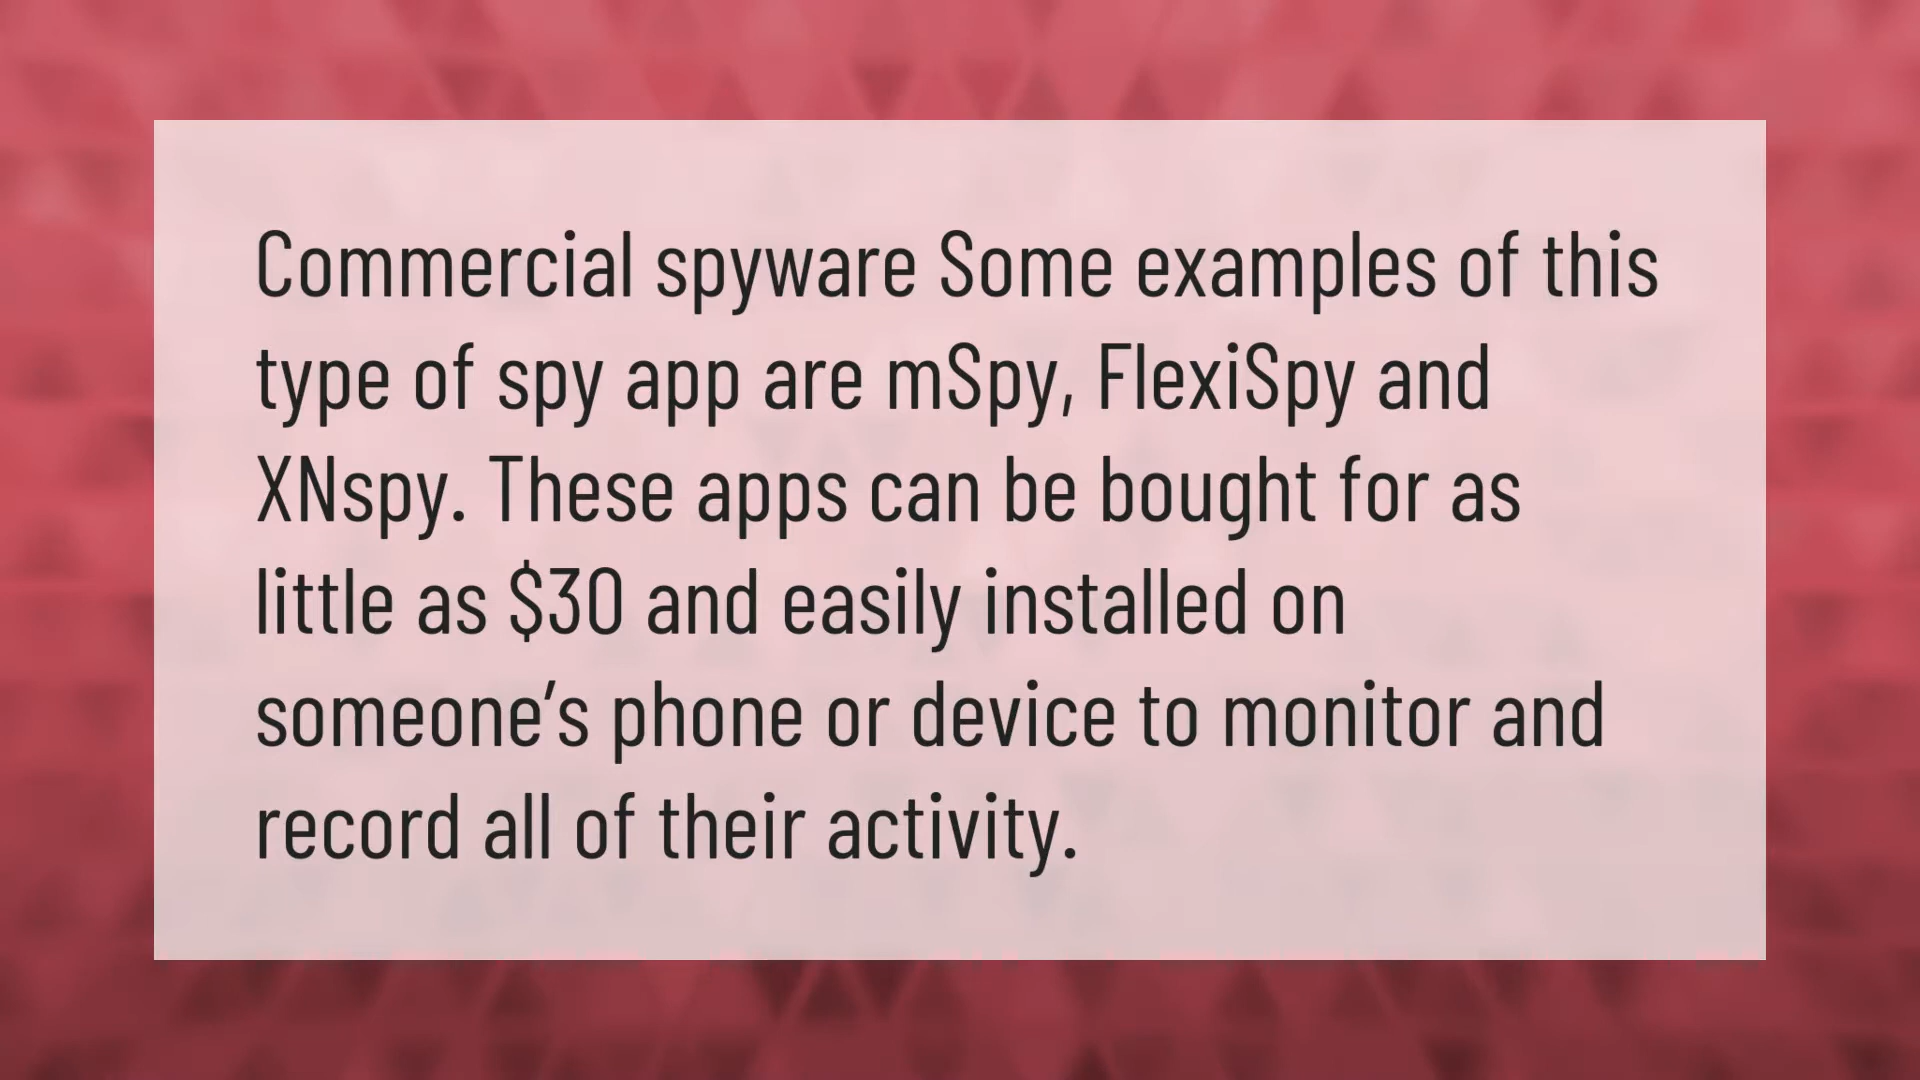 Commercial spyware Some examples of this
type of spy app are mSpy, FlexiSpy and
XNspy. These apps can be bought for as
little as $30 and easily installed on
someone’s phone or device to monitor and
record all of their activity.